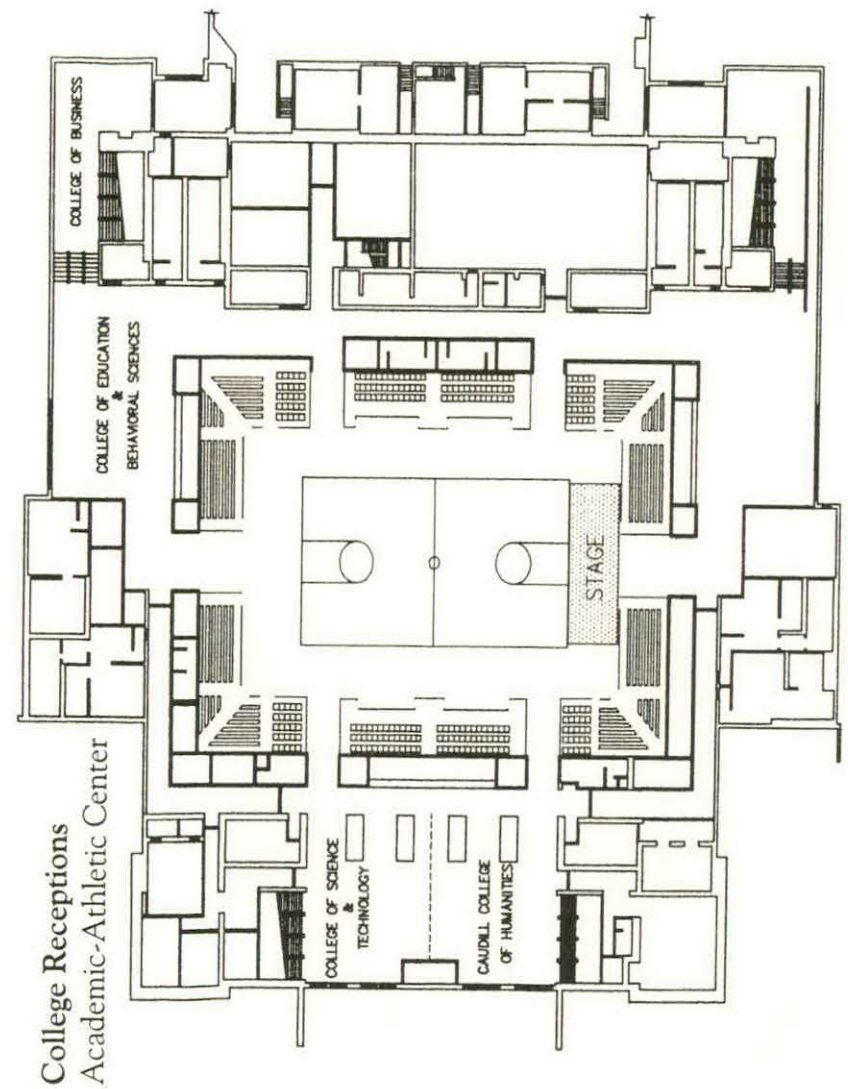 College Receptions
Academic-Athletic Center
COLLEGE OF BUSINESS
COLLEGE OF EDUCATION
&
BEHAVIORAL SCIENCES
STAGE
COLLEGE OF SCIENCE
&
TECHNOLOGY
CAUDILL COLLEGE
OF HUMANITIES